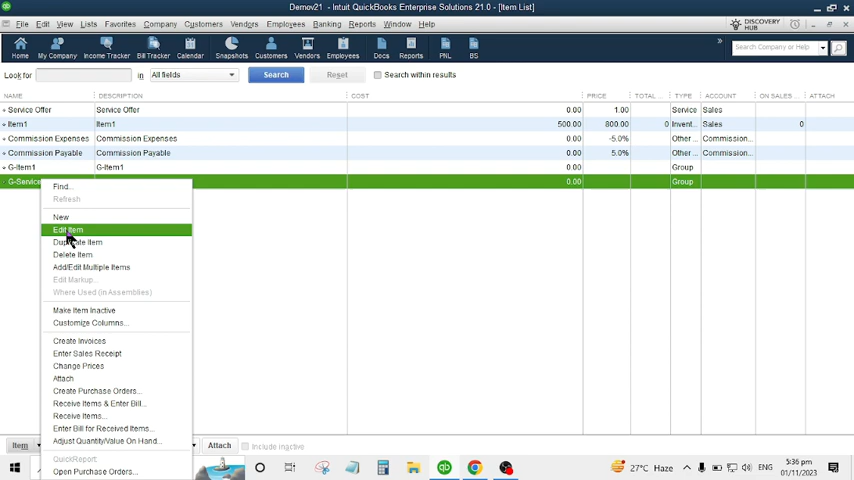 Demov21 - Intuit QuickBooks Enterprise Solutions 21.0 - [Item List]
File Edit View Lists Favorites Company Customers Vendors Employees Banking Reports Window Help
DISCOVERY HUB
Home My Company Income Tracker Bill Tracker Calendar Snapshots Customers Vendors Employees Docs Reports PNL BS
» Search Company or Help
Look for in All fields Search Reset Search within results
NAME DESCRIPTION COST PRICE TOTAL... TYPE ACCOUNT ON SALES ... ATTACH
Service Offer Service Offer 0.00 1.00 Service Sales
Item1 Item1 500.00 800.00 0 Invent... Sales 0
Commission Expenses Commission Expenses 0.00 -5.0% Other ... Commission...
Commission Payable Commission Payable 0.00 5.0% Other ... Commission...
G-Item1 G-Item1 0.00 Group
G-Service 0.00 Group
Find...
Refresh
New
Edit Item
Duplicate Item
Delete Item
Add/Edit Multiple Items
Edit Markup...
Where Used (in Assemblies)
Make Item Inactive
Customize Columns...
Create Invoices
Enter Sales Receipt
Change Prices
Attach
Create Purchase Orders...
Receive Items & Enter Bill...
Receive Items...
Enter Bill for Received Items...
Adjust Quantity/Value On Hand...
QuickReport:
Open Purchase Orders...
Item Attach Include inactive
27°C Haze ENG 5:36 pm
01/11/2023